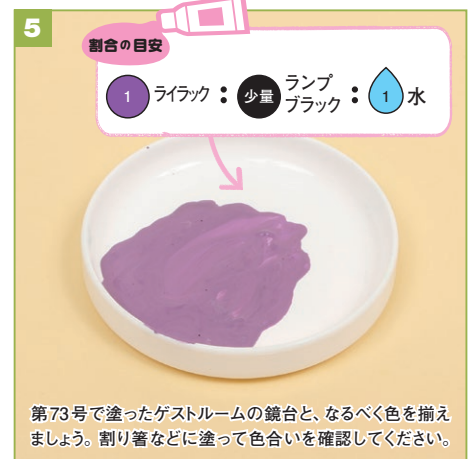 5
割合の目安
1 ライラック : 少量 ランプ
ブラック : 1 水
第73号で塗ったゲストルームの鏡台と、なるべく色を揃え
ましょう。割り箸などに塗って色合いを確認してください。